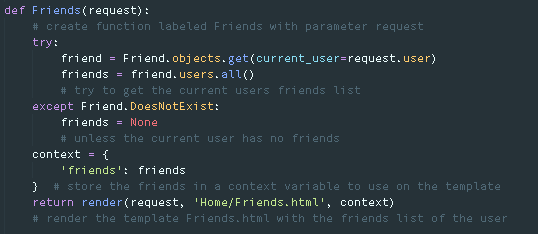 def Friends(request):
    # create function labeled Friends with parameter request
    try:
        friend = Friend.objects.get(current_user=request.user)
        friends = friend.users.all()
        # try to get the current users friends list
    except Friend.DoesNotExist:
        friends = None
        # unless the current user has no friends
    context = {
        'friends': friends
    }  # store the friends in a context variable to use on the template
    return render(request, 'Home/Friends.html', context)
    # render the template Friends.html with the friends list of the user